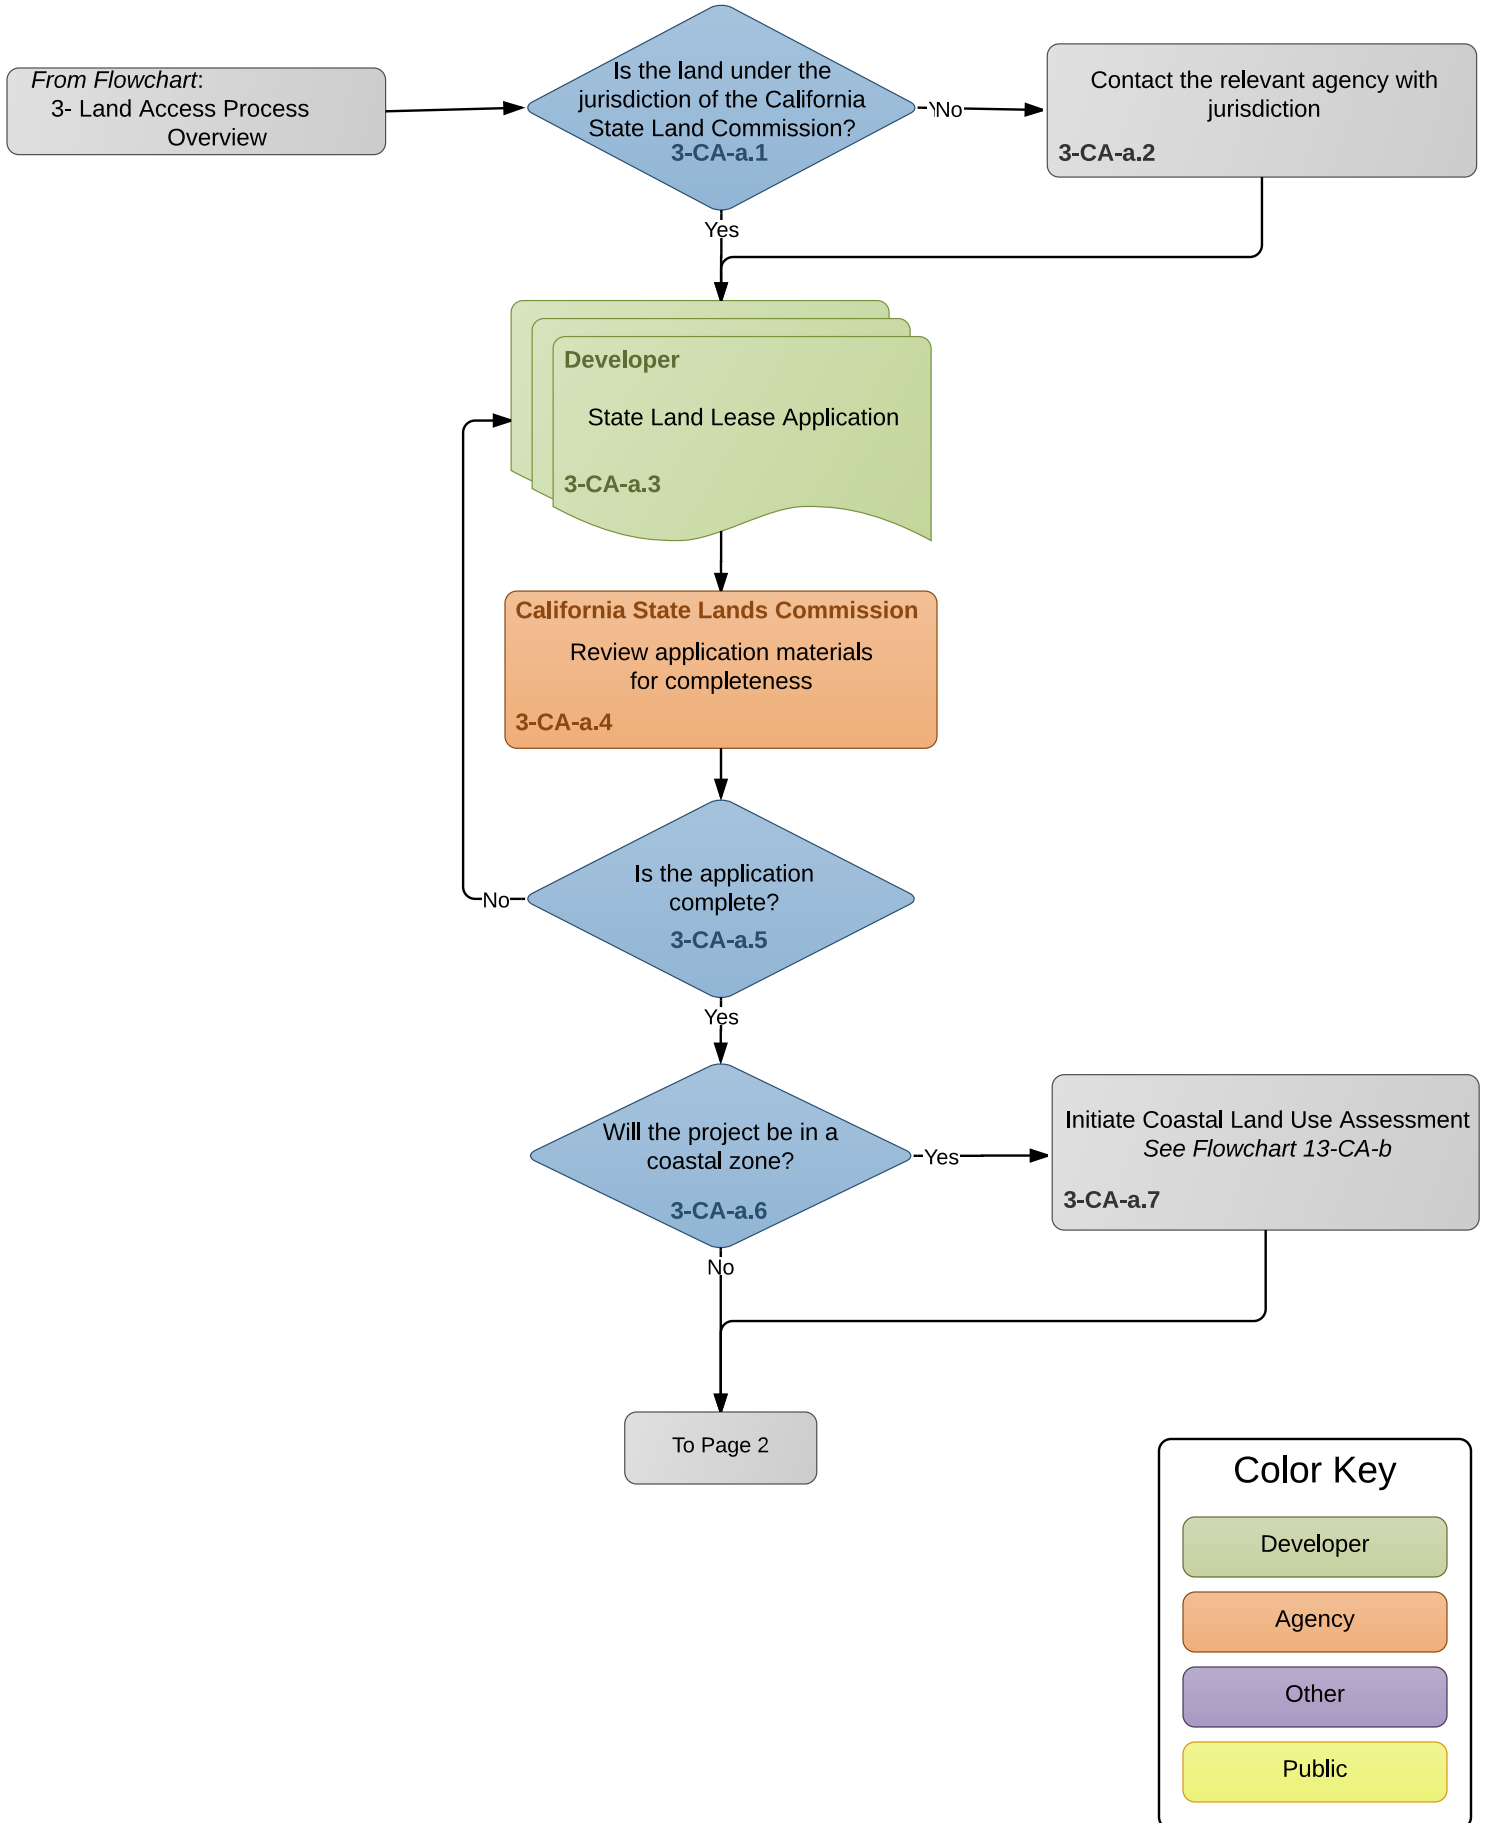 From Flowchart:
3- Land Access Process
Overview
Is the land under the
jurisdiction of the California
State Land Commission?
3-CA-a.1
No
Contact the relevant agency with
jurisdiction
3-CA-a.2
Yes
Developer
State Land Lease Application
3-CA-a.3
California State Lands Commission
Review application materials
for completeness
3-CA-a.4
Is the application
complete?
3-CA-a.5
No
Yes
Will the project be in a
coastal zone?
3-CA-a.6
Yes
Initiate Coastal Land Use Assessment
See Flowchart 13-CA-b
3-CA-a.7
No
To Page 2
Color Key
Developer
Agency
Other
Public